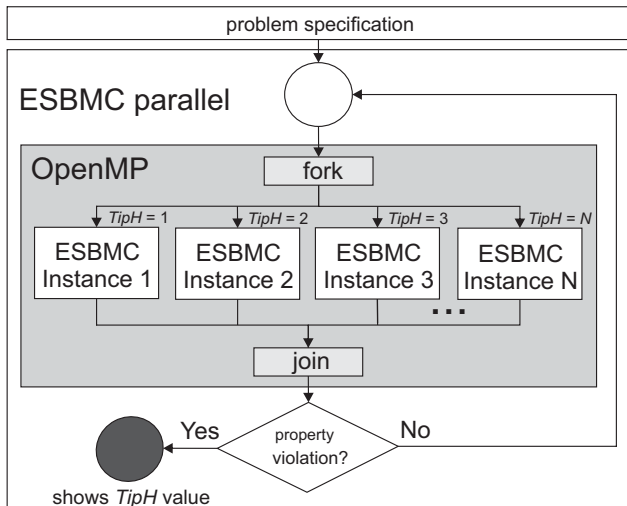 problem specification
ESBMC parallel
OpenMP
fork
TipH = 1
TipH = 2
TipH = 3
TipH = N
ESBMC
Instance 1
ESBMC
Instance 2
ESBMC
Instance 3
ESBMC
Instance N
...
join
Yes
property
violation?
No
shows TipH value